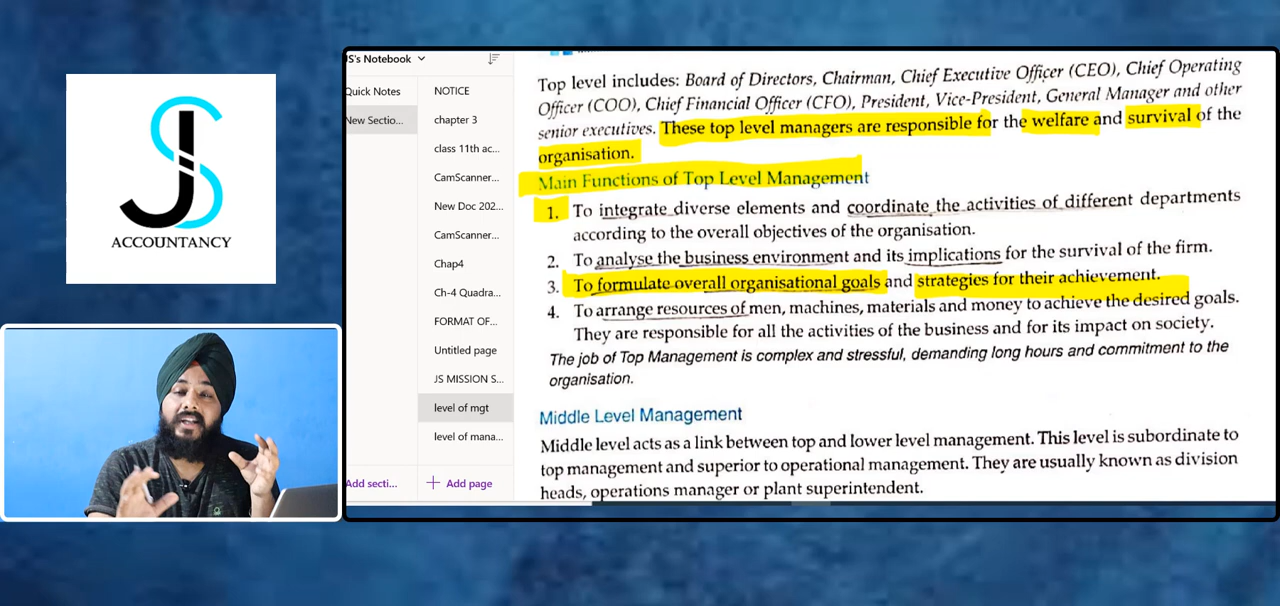 JS
ACCOUNTANCY
JS's Notebook
Quick Notes
New Sectio...
Add secti...
NOTICE
chapter 3
class 11th ac...
CamScanner...
New Doc 202...
CamScanner...
Chap4
Ch-4 Quadra...
FORMAT OF...
Untitled page
JS MISSION S...
level of mgt
level of mana...
Add page
Top level includes: Board of Directors, Chairman, Chief Executive Officer (CEO), Chief Operating
Officer (COO), Chief Financial Officer (CFO), President, Vice-President, General Manager and other
senior executives. These top level managers are responsible for the welfare and survival of the
organisation.
Main Functions of Top Level Management
1. To integrate diverse elements and coordinate the activities of different departments
according to the overall objectives of the organisation.
2. To analyse the business environment and its implications for the survival of the firm.
3. To formulate overall organisational goals and strategies for their achievement.
4. To arrange resources of men, machines, materials and money to achieve the desired goals.
They are responsible for all the activities of the business and for its impact on society.
The job of Top Management is complex and stressful, demanding long hours and commitment to the
organisation.
Middle Level Management
Middle level acts as a link between top and lower level management. This level is subordinate to
top management and superior to operational management. They are usually known as division
heads, operations manager or plant superintendent.